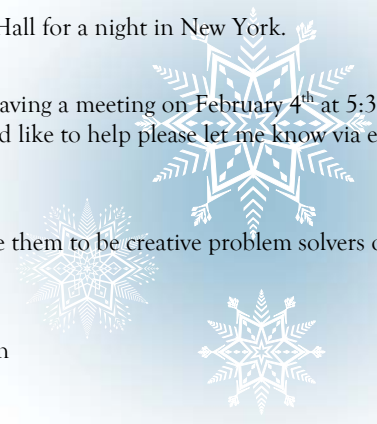 Hall for a night in New York.
aving a meeting on February 4th at 5:3
d like to help please let me know via e
e them to be creative problem solvers o
n